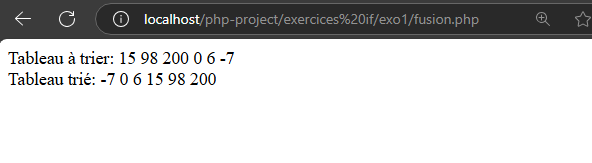 localhost/php-project/exercices%20if/exo1/fusion.php
Tableau à trier: 15 98 200 0 6 -7
Tableau trié: -7 0 6 15 98 200